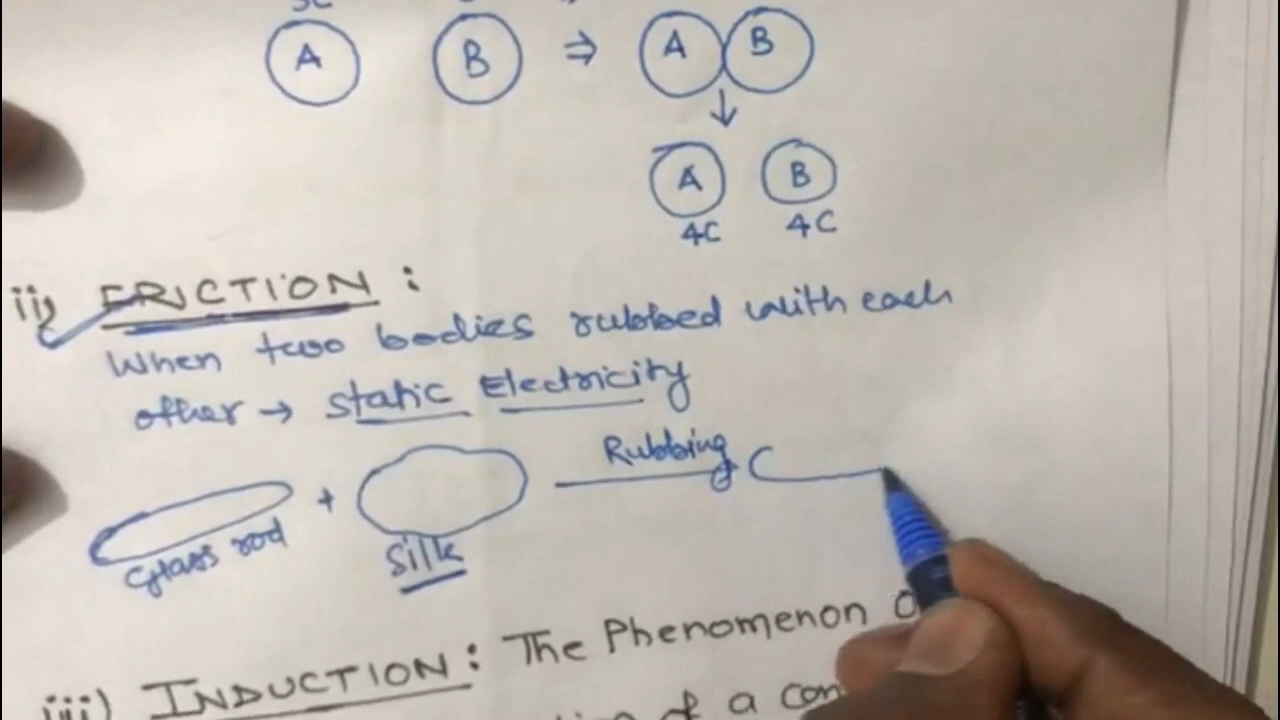 A B ⇒ A B
↓
A B
4C 4C
ii) FRICTION :
When two bodies rubbed with each
other → static Electricity
Rubbing
+
Glass rod Silk
iii) INDUCTION : The Phenomenon
of a